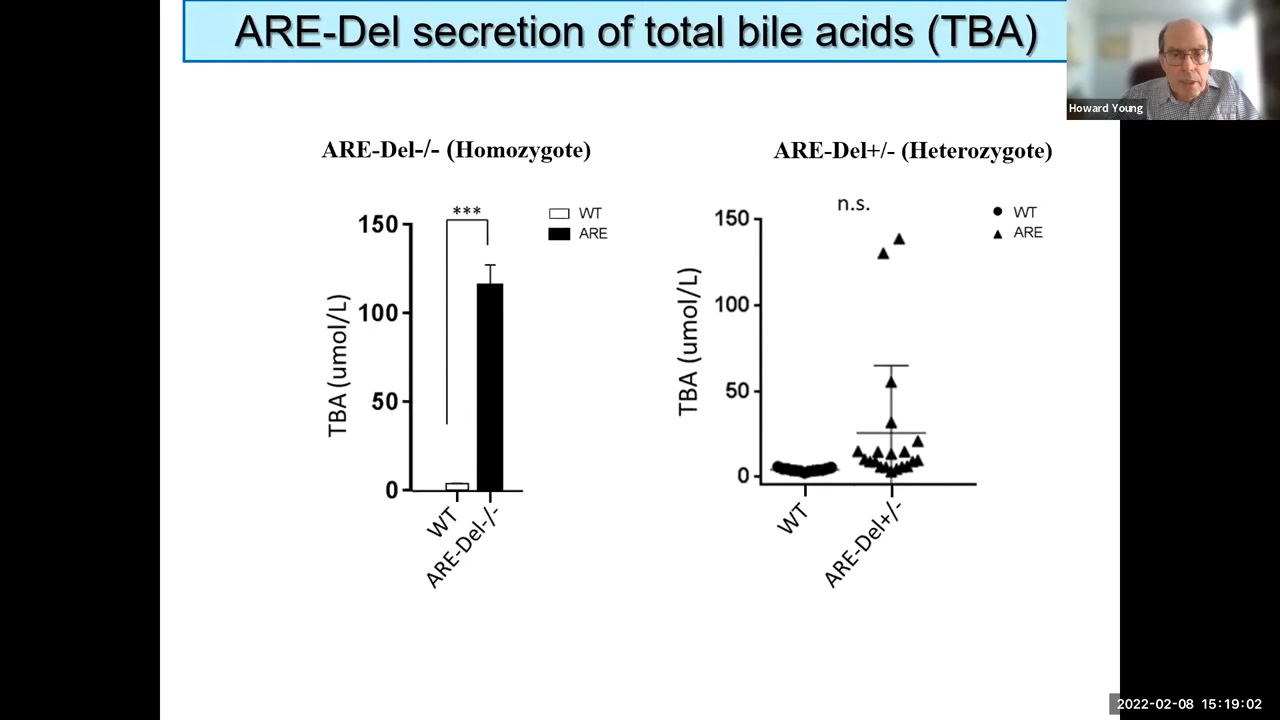 ARE-Del secretion of total bile acids (TBA)
Howard Young
ARE-Del-/- (Homozygote)
***
WT
ARE
150
100
50
0
TBA (umol/L)
WT
ARE-Del-/-
ARE-Del+/- (Heterozygote)
n.s.
WT
ARE
150
100
50
0
TBA (umol/L)
WT
ARE-Del+/-
2022-02-08 15:19:02